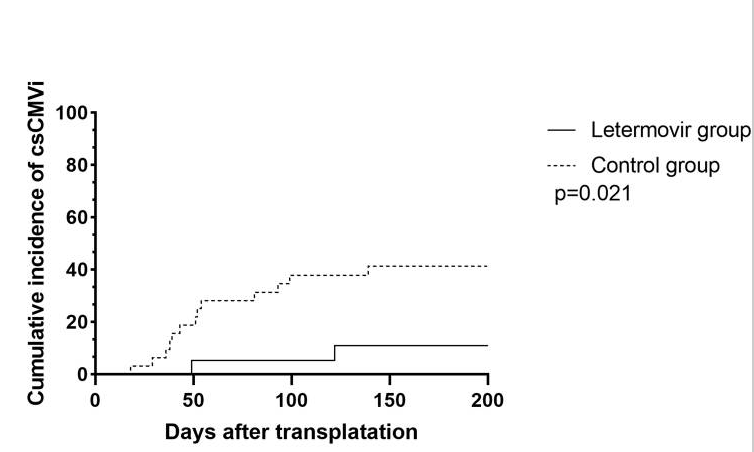 Cumulative incidence of csCMVi
100
80
60
40
20
0
0 50 100 150 200
Days after transplatation
Letermovir group
Control group
p=0.021